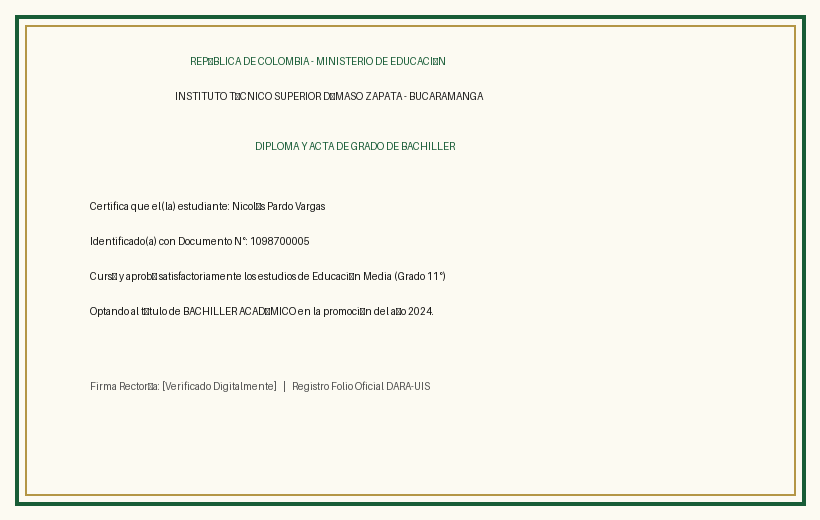 REP▯BLICA DE COLOMBIA - MINISTERIO DE EDUCACI▯N
INSTITUTO T▯CNICO SUPERIOR D▯MASO ZAPATA - BUCARAMANGA
DIPLOMA Y ACTA DE GRADO DE BACHILLER
Certifica que el(la) estudiante: Nicol▯s Pardo Vargas
Identificado(a) con Documento N°: 1098700005
Curs▯ y aprob▯ satisfactoriamente los estudios de Educaci▯n Media (Grado 11°)
Optando al t▯tulo de BACHILLER ACAD▯MICO en la promoci▯n del a▯o 2024.
Firma Rector▯a: [Verificado Digitalmente] | Registro Folio Oficial DARA-UIS